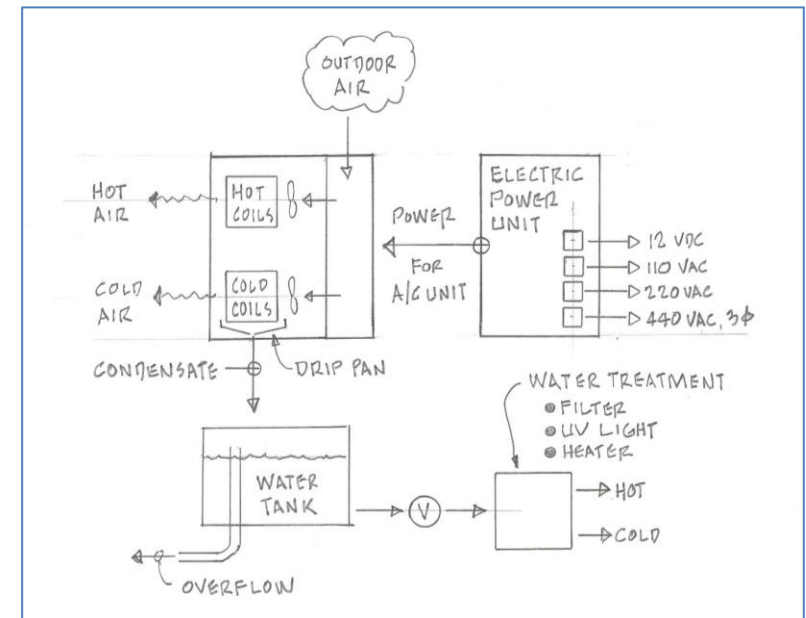 OUTDOOR
AIR
HOT
AIR
HOT
COILS
COLD
AIR
COLD
COILS
POWER
FOR
A/C UNIT
ELECTRIC
POWER
UNIT
12 VDC
110 VAC
220 VAC
440 VAC, 3Φ
CONDENSATE
DRIP PAN
WATER TREATMENT
● FILTER
● UV LIGHT
● HEATER
WATER
TANK
V
HOT
COLD
OVERFLOW